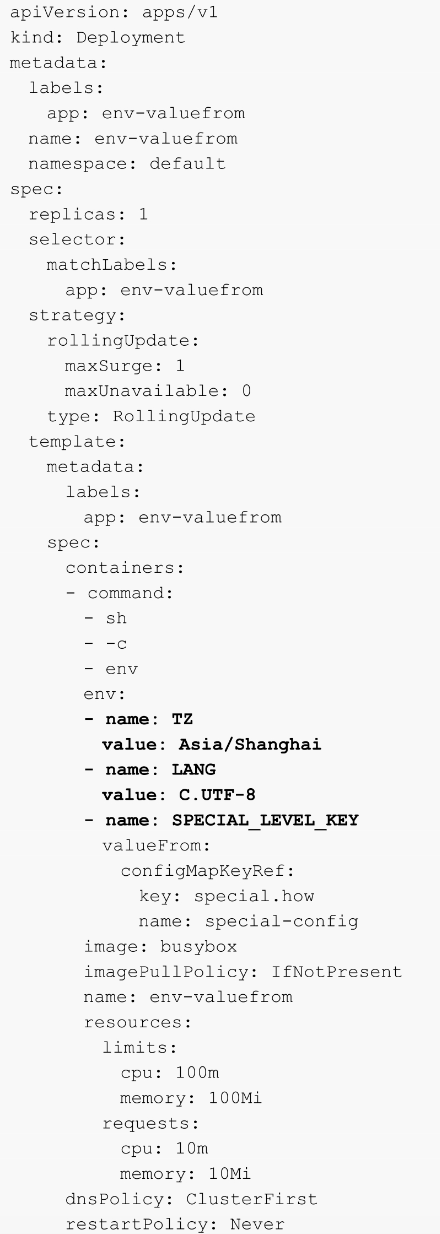 apiVersion: apps/v1
kind: Deployment
metadata:
  labels:
    app: env-valuefrom
  name: env-valuefrom
  namespace: default
spec:
  replicas: 1
  selector:
    matchLabels:
      app: env-valuefrom
  strategy:
    rollingUpdate:
      maxSurge: 1
      maxUnavailable: 0
    type: RollingUpdate
  template:
    metadata:
      labels:
        app: env-valuefrom
    spec:
      containers:
      - command:
        - sh
        - -c
        - env
        env:
        - name: TZ
          value: Asia/Shanghai
        - name: LANG
          value: C.UTF-8
        - name: SPECIAL_LEVEL_KEY
          valueFrom:
            configMapKeyRef:
              key: special.how
              name: special-config
        image: busybox
        imagePullPolicy: IfNotPresent
        name: env-valuefrom
        resources:
          limits:
            cpu: 100m
            memory: 100Mi
          requests:
            cpu: 10m
            memory: 10Mi
      dnsPolicy: ClusterFirst
      restartPolicy: Never